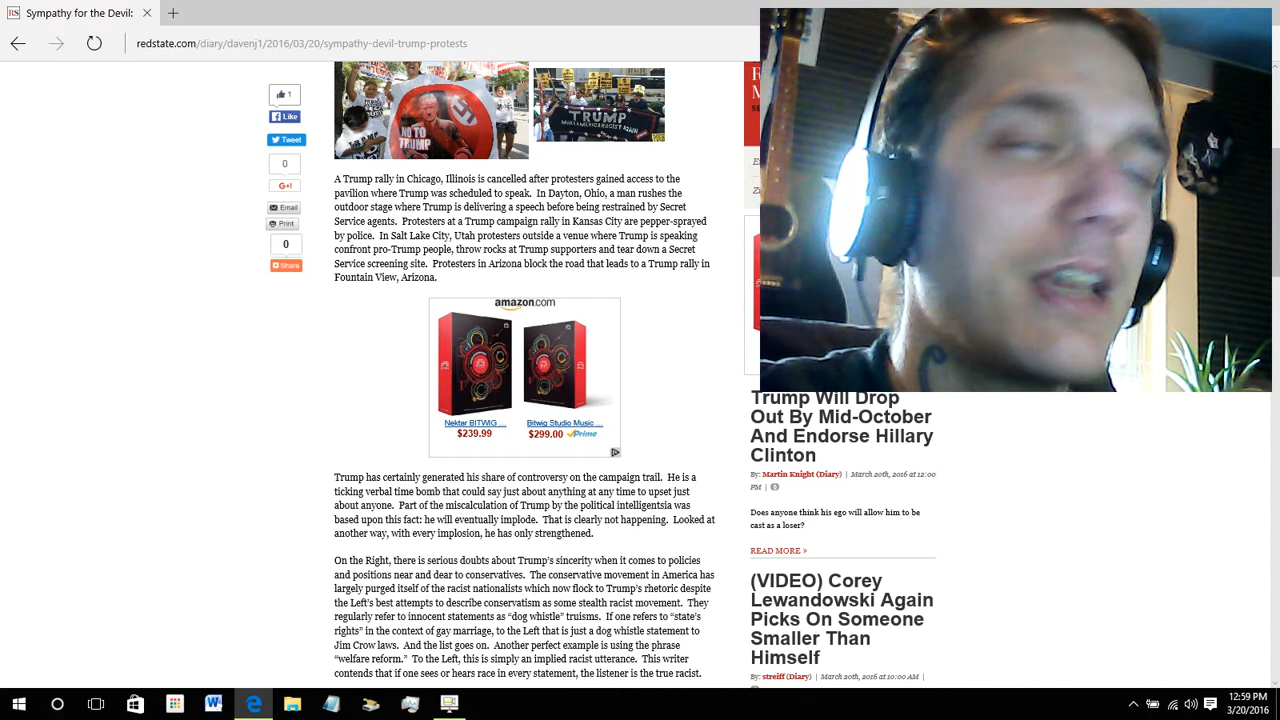 RS Sympathy for the Devil:
redstate.com/diary/davenj1/2016/03/20/sympathy-devil-trump-protests
1
Like
Tweet
0
G+1
Email
Print
0
Share
NO TO
TRUMP
TRUMP
MAKE AMERICA RACIST AGAIN
A Trump rally in Chicago, Illinois is cancelled after protesters gained access to the
pavilion where Trump was scheduled to speak. In Dayton, Ohio, a man rushes the
outdoor stage where Trump is delivering a speech before being restrained by Secret
Service agents. Protesters at a Trump campaign rally in Kansas City are pepper-sprayed
by police. In Salt Lake City, Utah protesters outside a venue where Trump is speaking
confront pro-Trump people, throw rocks at Trump supporters and tear down a Secret
Service screening site. Protesters in Arizona block the road that leads to a Trump rally in
Fountain View, Arizona.
amazon.com
Nektar BITWIG ...
$239.99
Bitwig Studio Music ...
$299.00 Prime
Trump has certainly generated his share of controversy on the campaign trail. He is a
ticking verbal time bomb that could say just about anything at any time to upset just
about anyone. Part of the miscalculation of Trump by the political intelligentsia was
based upon this fact: he will eventually implode. That is clearly not happening. Looked at
another way, with every implosion, he has only strengthened.
On the Right, there is serious doubts about Trump's sincerity when it comes to policies
and positions near and dear to conservatives. The conservative movement in America has
largely purged itself of the racist nationalists which now flock to Trump's rhetoric despite
the Left's best attempts to describe conservatism as some stealth racist movement. They
regularly refer to innocent statements as “dog whistle” truisms. If one refers to “state's
rights” in the context of gay marriage, to the Left that is just a dog whistle statement to
Jim Crow laws. And the list goes on. Another perfect example is using the phrase
“welfare reform.” To the Left, this is simply an implied racist utterance. This writer
contends that if one sees or hears race in every statement, the listener is the true racist.
Trump Will Drop
Out By Mid-October
And Endorse Hillary
Clinton
By: Martin Knight (Diary) | March 20th, 2016 at 12:00
PM |
Does anyone think his ego will allow him to be
cast as a loser?
READ MORE »
(VIDEO) Corey
Lewandowski Again
Picks On Someone
Smaller Than
Himself
By: streiff (Diary) | March 20th, 2016 at 10:00 AM |
12:59 PM
3/20/2016